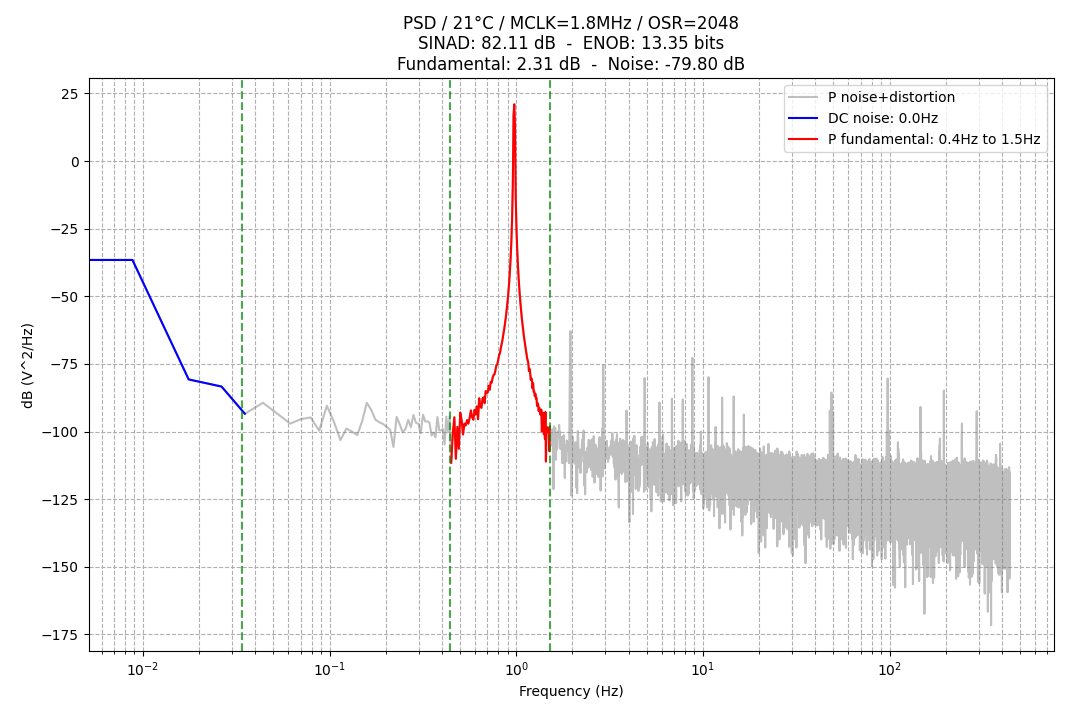 PSD / 21°C / MCLK=1.8MHz / OSR=2048
SINAD: 82.11 dB  -  ENOB: 13.35 bits
Fundamental: 2.31 dB  -  Noise: -79.80 dB
P noise+distortion
DC noise: 0.0Hz
P fundamental: 0.4Hz to 1.5Hz
dB (V^2/Hz)
25
0
−25
−50
−75
−100
−125
−150
−175
10⁻² 10⁻¹ 10⁰ 10¹ 10²
Frequency (Hz)